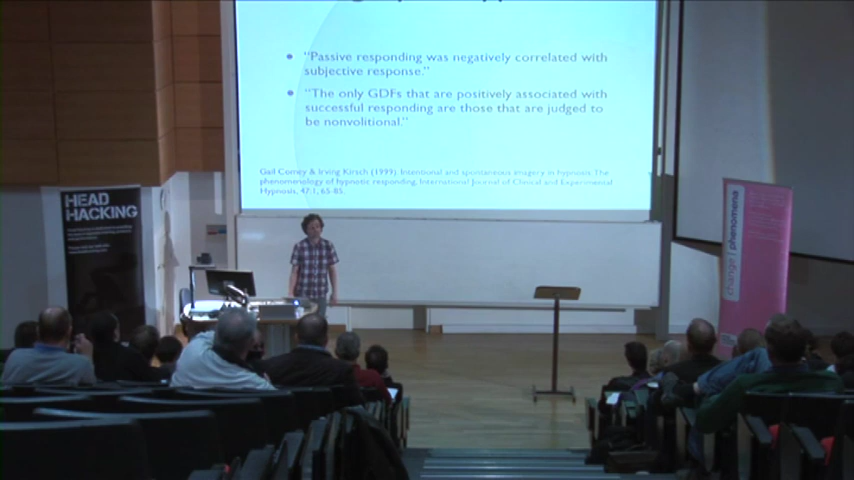 "Passive responding was negatively correlated with
subjective response."
"The only GDFs that are positively associated with
successful responding are those that are judged to
be nonvolitional."
Gail Comey & Irving Kirsch (1999). Intentional and spontaneous imagery in hypnosis: The
phenomenology of hypnotic responding, International Journal of Clinical and Experimental
Hypnosis, 47:1, 65-85.
HEAD
HACKING
change | phenomena